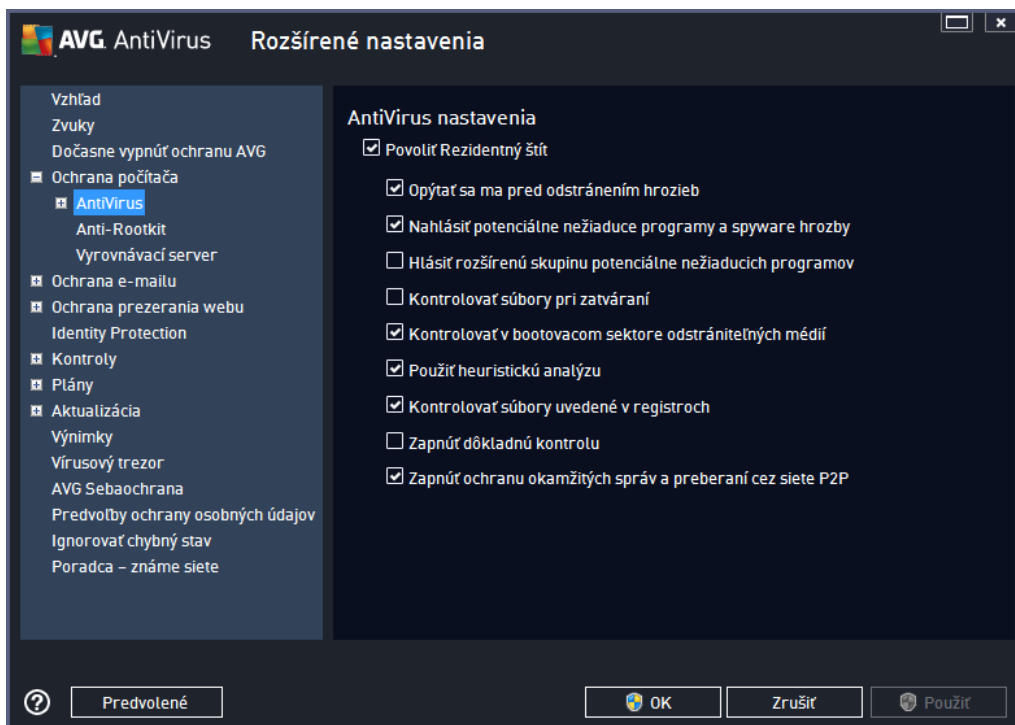 AVG. AntiVirus Rozšírené nastavenia
Vzhľad
Zvuky
Dočasne vypnúť ochranu AVG
Ochrana počítača
AntiVirus
Anti-Rootkit
Vyrovnávací server
Ochrana e-mailu
Ochrana prezerania webu
Identity Protection
Kontroly
Plány
Aktualizácia
Výnimky
Vírusový trezor
AVG Sebaochrana
Predvoľby ochrany osobných údajov
Ignorovať chybný stav
Poradca – známe siete
AntiVirus nastavenia
Povoliť Rezidentný štít
Opýtať sa ma pred odstránením hrozieb
Nahlásiť potenciálne nežiaduce programy a spyware hrozby
Hlásiť rozšírenú skupinu potenciálne nežiaducich programov
Kontrolovať súbory pri zatváraní
Kontrolovať v bootovacom sektore odstrániteľných médií
Použiť heuristickú analýzu
Kontrolovať súbory uvedené v registroch
Zapnúť dôkladnú kontrolu
Zapnúť ochranu okamžitých správ a preberaní cez siete P2P
Predvolené
OK
Zrušiť
Použiť